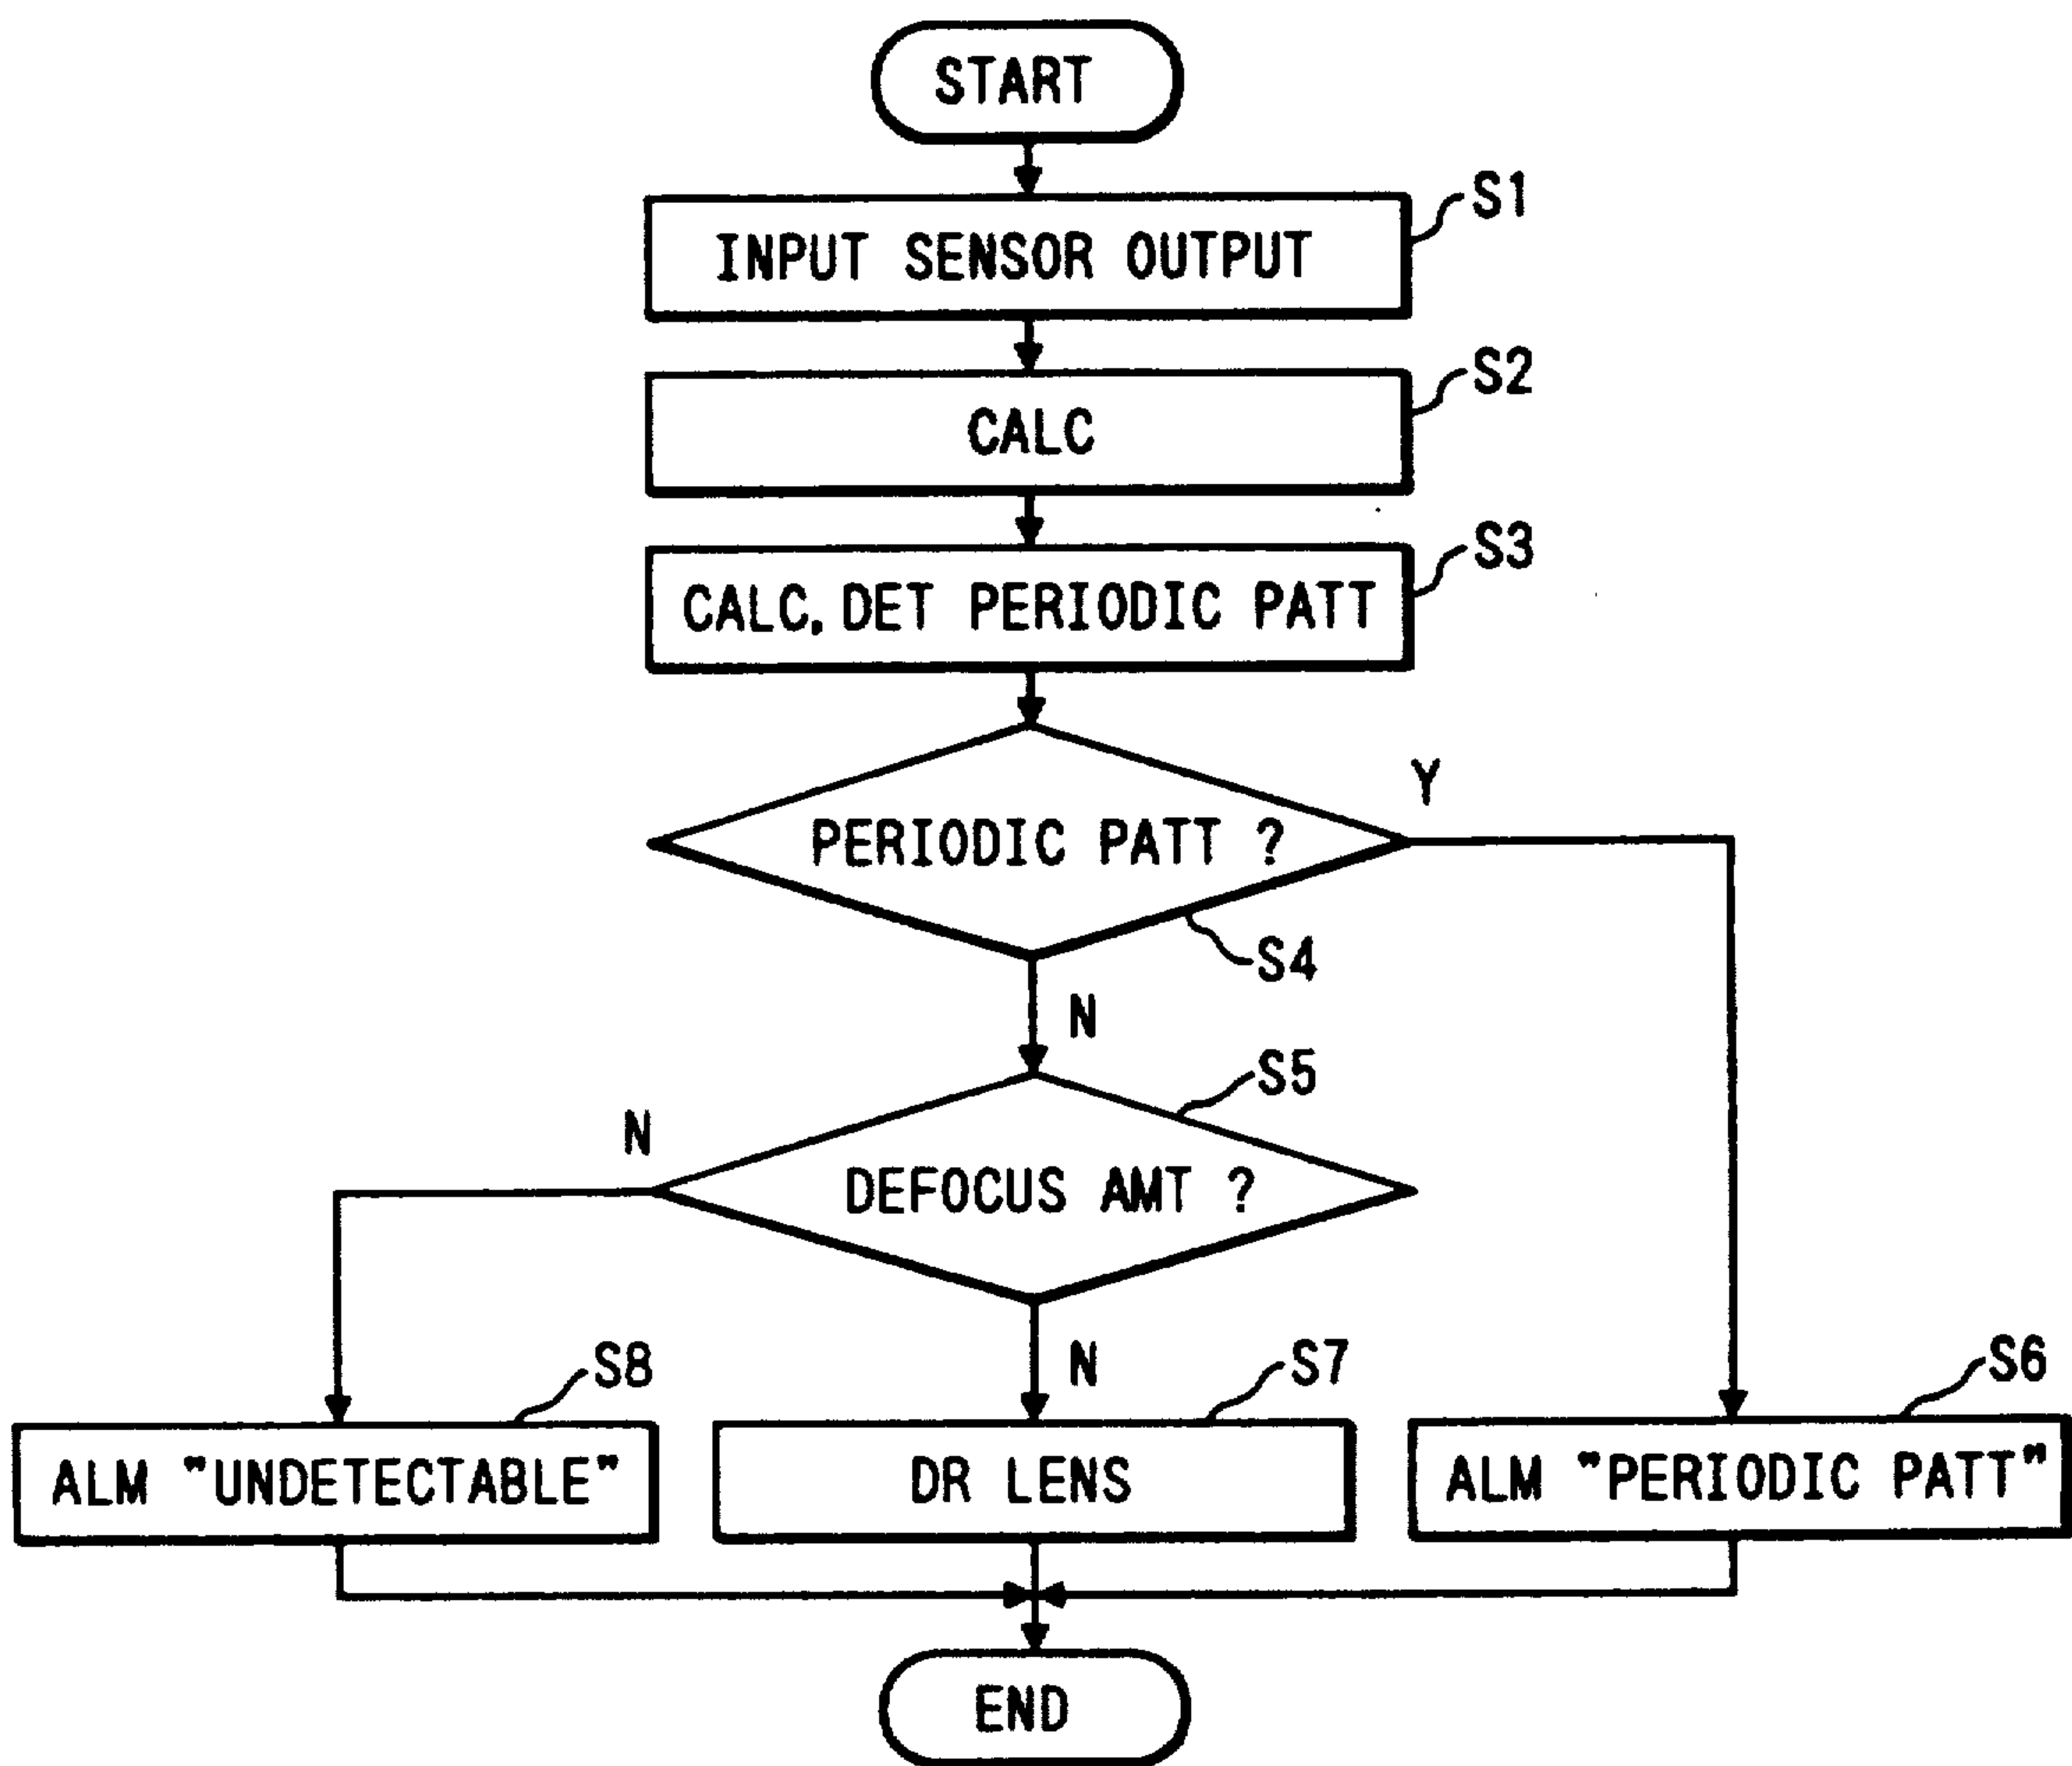 START
S1
INPUT SENSOR OUTPUT
S2
CALC
S3
CALC. DET PERIODIC PATT
Y
PERIODIC PATT ?
S4
N
S5
N
DEFOCUS AMT ?
S8
N
S7
S6
ALM "UNDETECTABLE"
DR LENS
ALM "PERIODIC PATT"
END